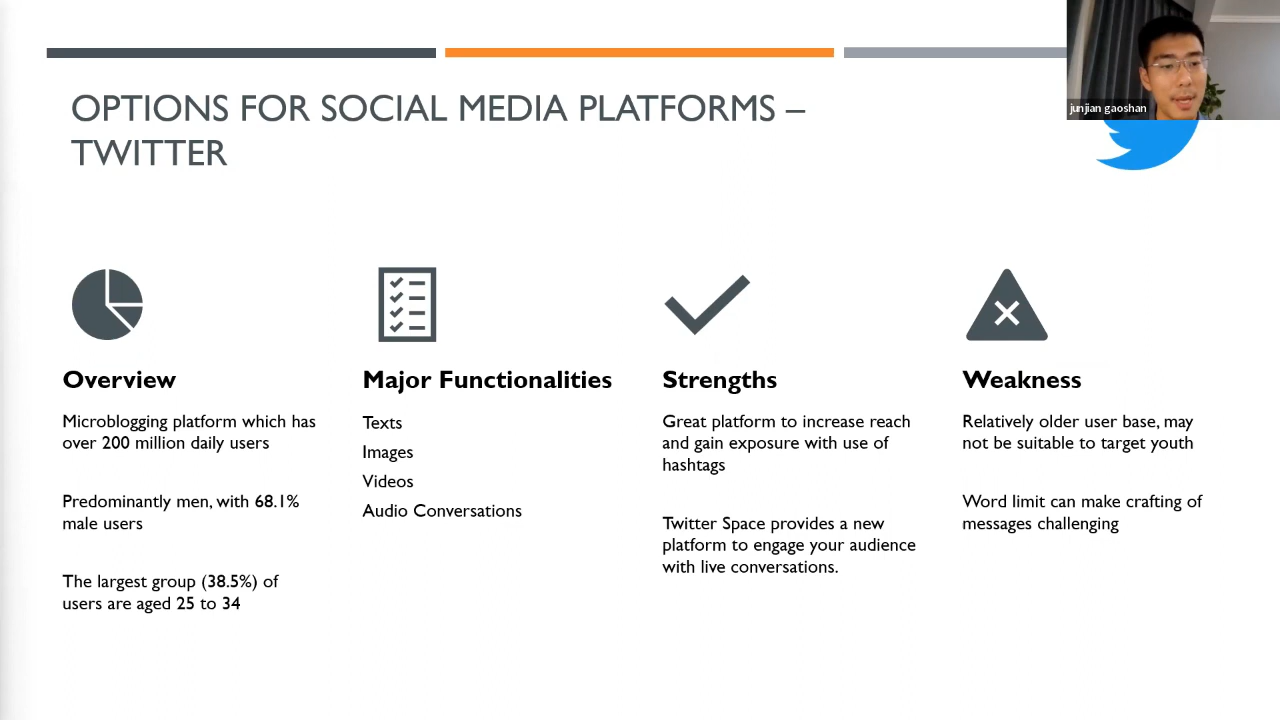 OPTIONS FOR SOCIAL MEDIA PLATFORMS –
TWITTER
junjian gaoshan
Overview
Microblogging platform which has
over 200 million daily users
Predominantly men, with 68.1%
male users
The largest group (38.5%) of
users are aged 25 to 34
Major Functionalities
Texts
Images
Videos
Audio Conversations
Strengths
Great platform to increase reach
and gain exposure with use of
hashtags
Twitter Space provides a new
platform to engage your audience
with live conversations.
Weakness
Relatively older user base, may
not be suitable to target youth
Word limit can make crafting of
messages challenging